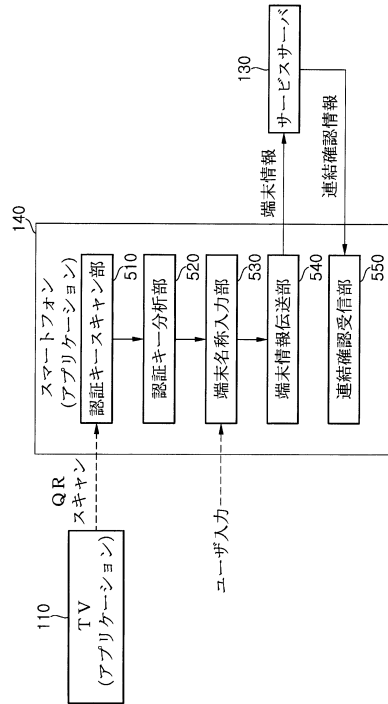 110
TV
(アプリケーション)
QR
スキャン
ユーザ入力
140
スマートフォン
(アプリケーション)
認証キースキャン部
510
認証キー分析部
520
端末名称入力部
530
端末情報伝送部
540
連結確認受信部
550
端末情報
連結確認情報
130
サービスサーバ